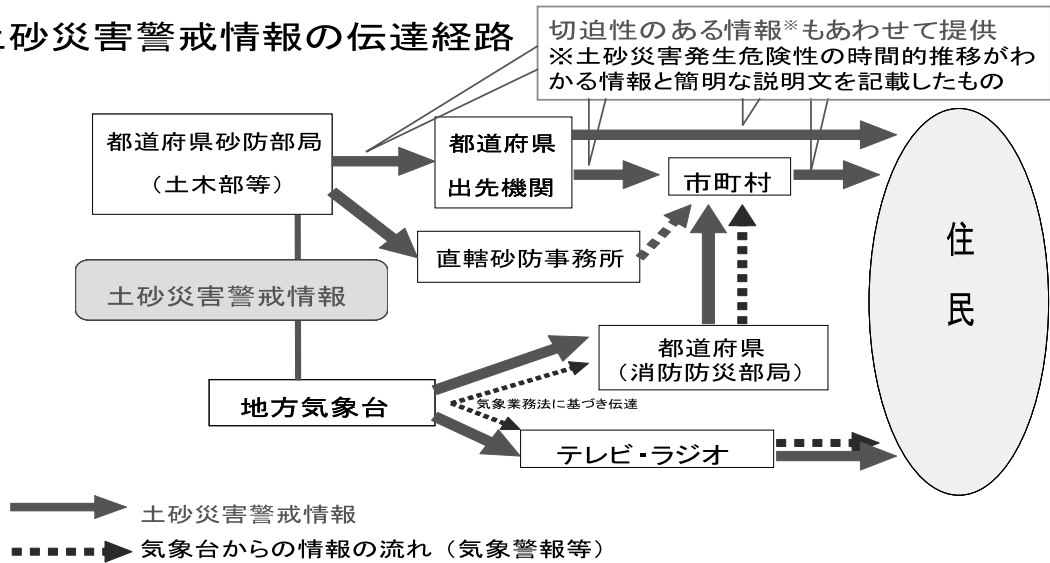 土砂災害警戒情報の伝達経路
切迫性のある情報※もあわせて提供
※土砂災害発生危険性の時間的推移がわ
かる情報と簡明な説明文を記載したもの
都道府県砂防部局
（土木部等）
都道府県
出先機関
市町村
直轄砂防事務所
住
民
土砂災害警戒情報
都道府県
（消防防災部局）
地方気象台
気象業務法に基づき伝達
テレビ・ラジオ
土砂災害警戒情報
気象台からの情報の流れ（気象警報等）